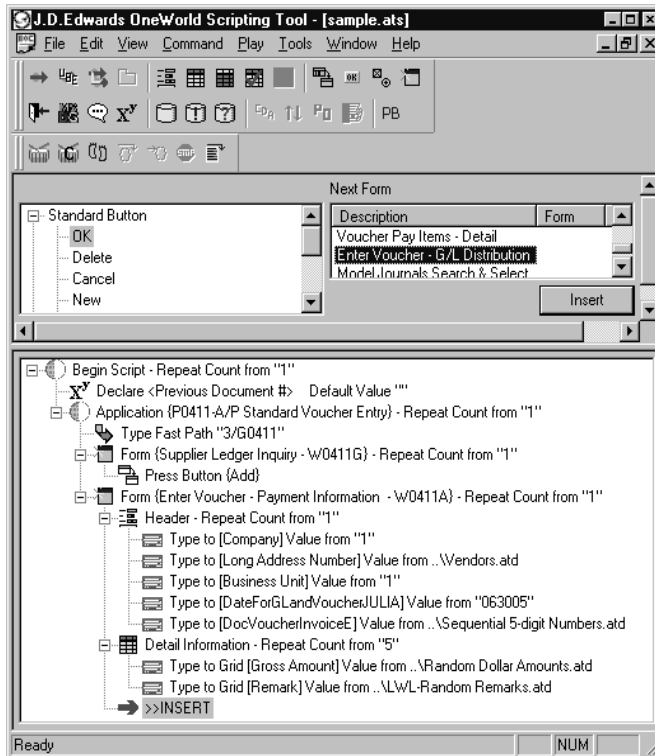 J.D.Edwards OneWorld Scripting Tool - [sample.ats]
File Edit View Command Play Tools Window Help
UBE
OK
X^y
EDA PO PB
STOP
Next Form
Standard Button
OK
Delete
Cancel
New
Description Form
Voucher Pay Items - Detail
Enter Voucher - G/L Distribution
Model Journals Search & Select
Insert
Begin Script - Repeat Count from "1"
X^y Declare <Previous Document #> Default Value ""
Application {P0411-A/P Standard Voucher Entry} - Repeat Count from "1"
Type Fast Path "3/G0411"
Form {Supplier Ledger Inquiry - W0411G} - Repeat Count from "1"
Press Button {Add}
Form {Enter Voucher - Payment Information - W0411A} - Repeat Count from "1"
Header - Repeat Count from "1"
Type to [Company] Value from "1"
Type to [Long Address Number] Value from ..\Vendors.atd
Type to [Business Unit] Value from "1"
Type to [DateForGLandVoucherJULIA] Value from "063005"
Type to [DocVoucherInvoiceE] Value from ..\Sequential 5-digit Numbers.atd
Detail Information - Repeat Count from "5"
Type to Grid [Gross Amount] Value from ..\Random Dollar Amounts.atd
Type to Grid [Remark] Value from ..\LWL-Random Remarks.atd
>>INSERT
Ready NUM